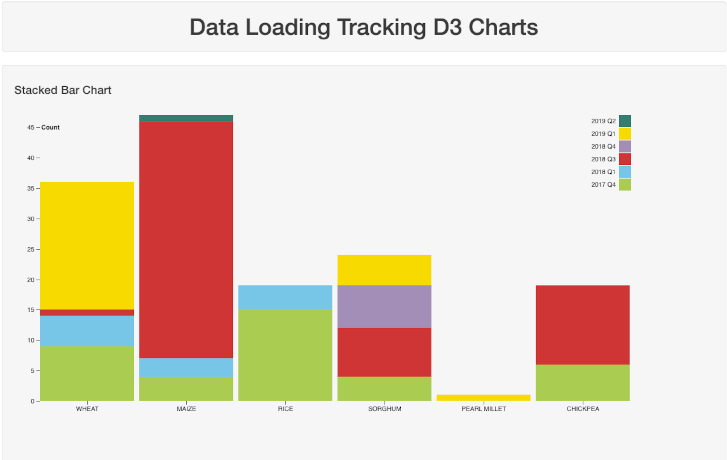 Data Loading Tracking D3 Charts
Stacked Bar Chart
45 Count
40
35
30
25
20
15
10
5
0
2019 Q2
2019 Q1
2018 Q4
2018 Q3
2018 Q1
2017 Q4
WHEAT MAIZE RICE SORGHUM PEARL MILLET CHICKPEA